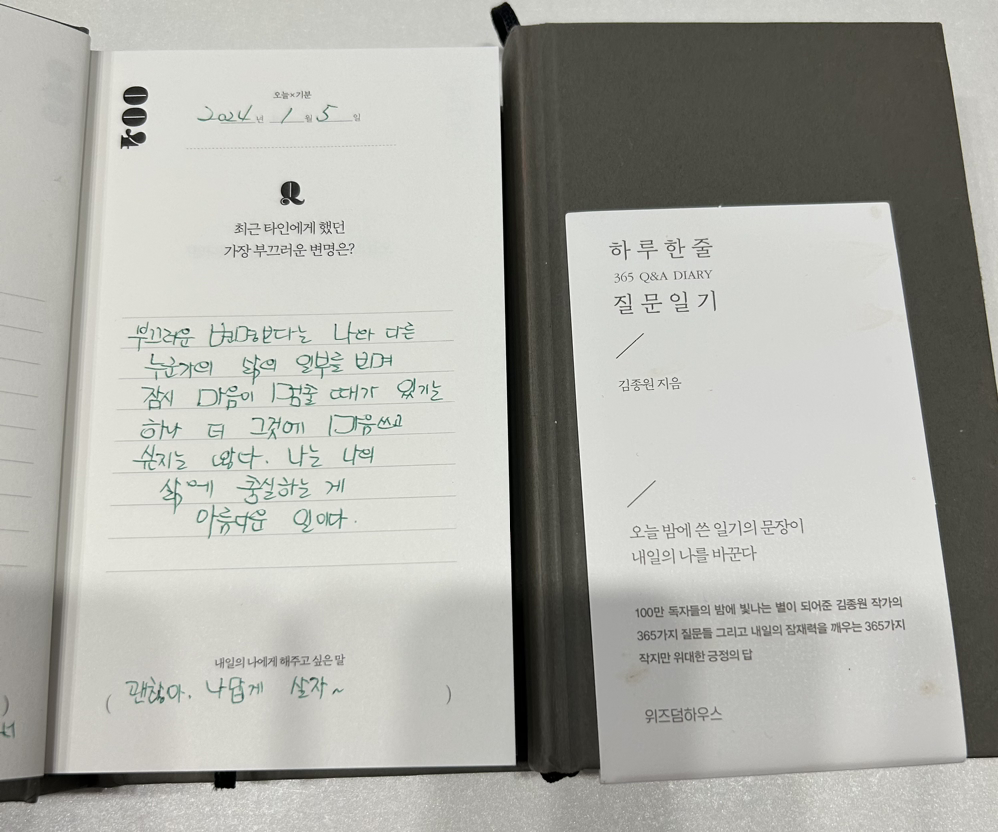 004
오늘×기분
2024년 1월 5일
Q
최근 타인에게 했던
가장 부끄러운 변명은?
부끄러운 변명보다는 나와 다른
누군가의 삶의 일부를 보며
잠시 마음이 멈출 때가 있기는
하나 더 그것에 마음쓰고
싶지는 않다. 나는 나의
삶에 충실하는 게
아름다운 일이다.
내일의 나에게 해주고 싶은 말
( 괜찮아. 나답게 살자~ )
하루 한 줄
365 Q&A DIARY
질문일기
김종원 지음
오늘 밤에 쓴 일기의 문장이
내일의 나를 바꾼다
100만 독자들의 밤에 빛나는 별이 되어준 김종원 작가의
365가지 질문들 그리고 내일의 잠재력을 깨우는 365가지
작지만 위대한 긍정의 답
위즈덤하우스